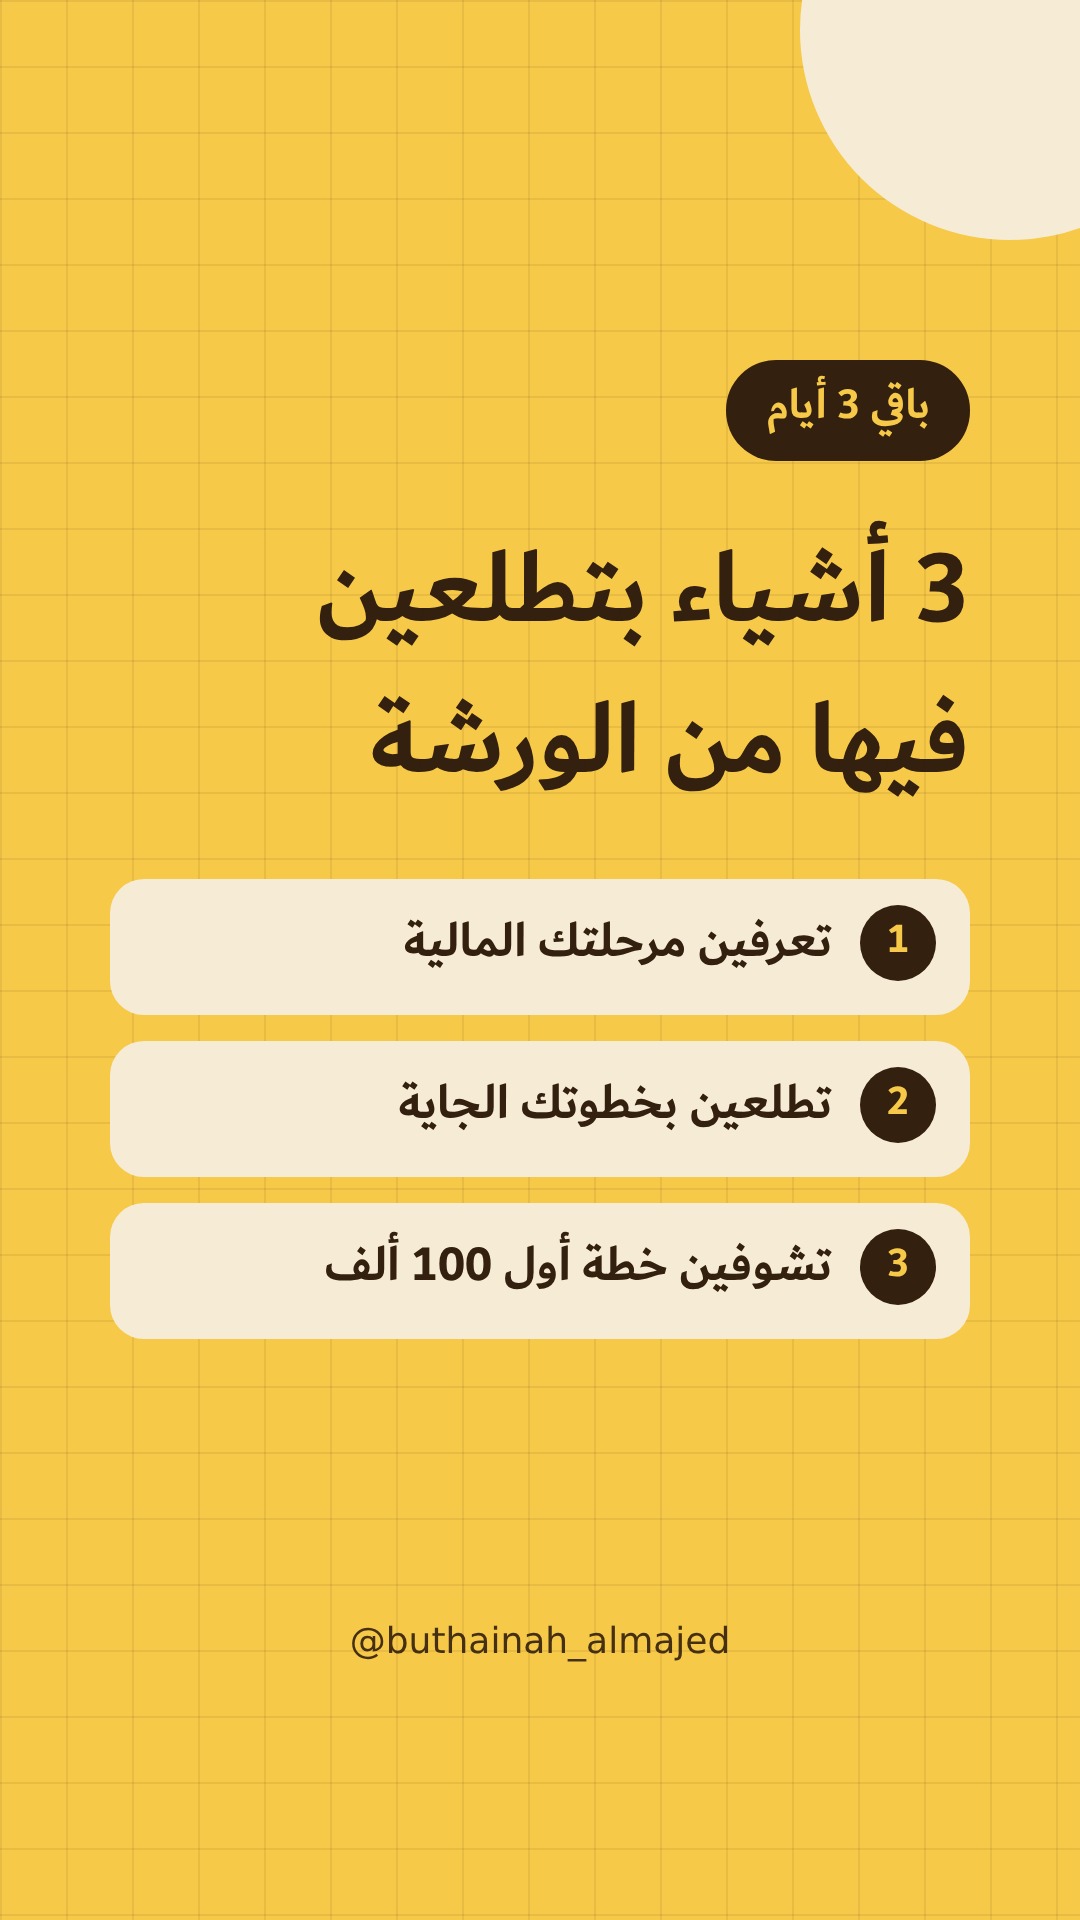 باقي 3 أيام
3 أشياء بتطلعين
فيها من الورشة
1 تعرفين مرحلتك المالية
2 تطلعين بخطوتك الجاية
3 تشوفين خطة أول 100 ألف
@buthainah_almajed